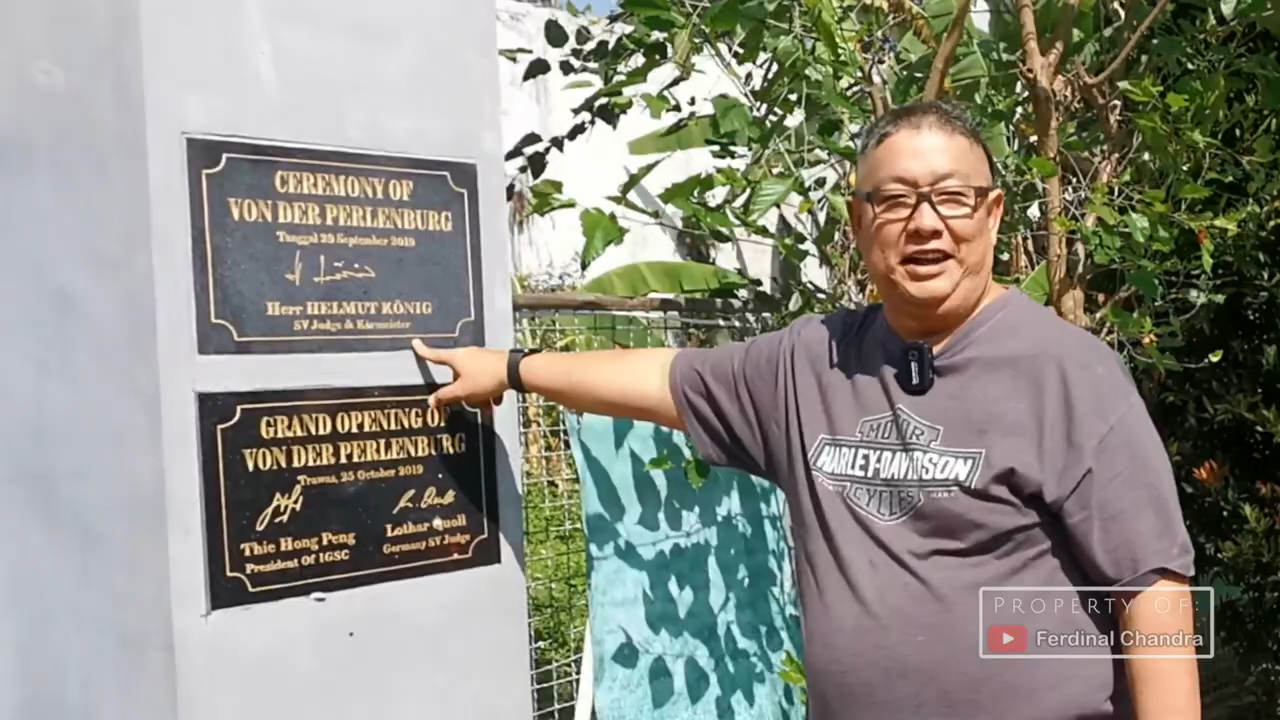 CEREMONY OF
VON DER PERLENBURG
Tanggal 29 September 2019
Herr HELMUT KÖNIG
SV Judge & Körmeister
GRAND OPENING OF
VON DER PERLENBURG
Trawas, 25 October 2019
Thie Hong Peng
President Of IGSC
Lothar Quoll
Germany SV Judge
MOTOR
HARLEY-DAVIDSON
CYCLES
PROPERTY OF:
Ferdinal Chandra